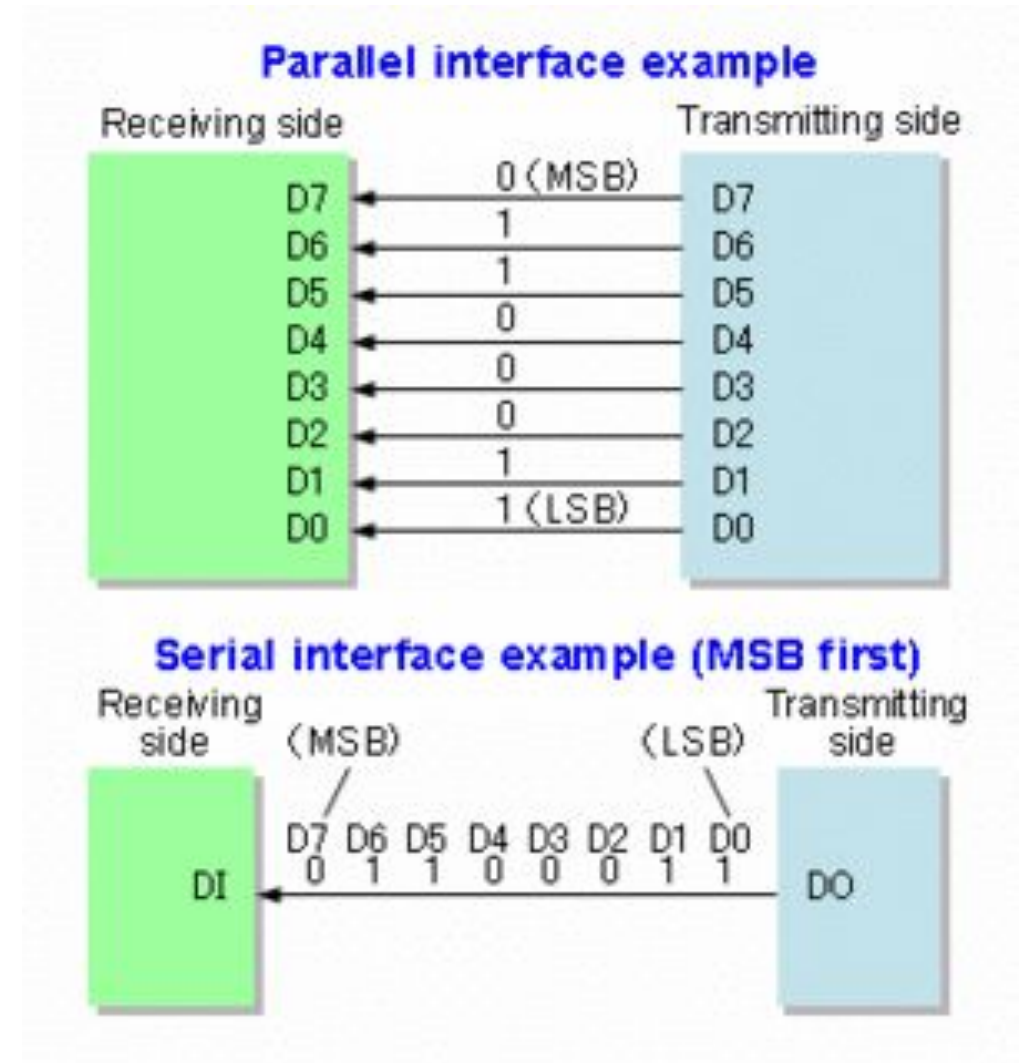 Parallel interface example
Receiving side
Transmitting side
D7 0 (MSB) D7
D6 1 D6
D5 1 D5
D4 0 D4
D3 0 D3
D2 0 D2
D1 1 D1
D0 1 (LSB) D0
Serial interface example (MSB first)
Receiving
side
Transmitting
side
(MSB) (LSB)
D7 D6 D5 D4 D3 D2 D1 D0
0 1 1 0 0 0 1 1
DI DO